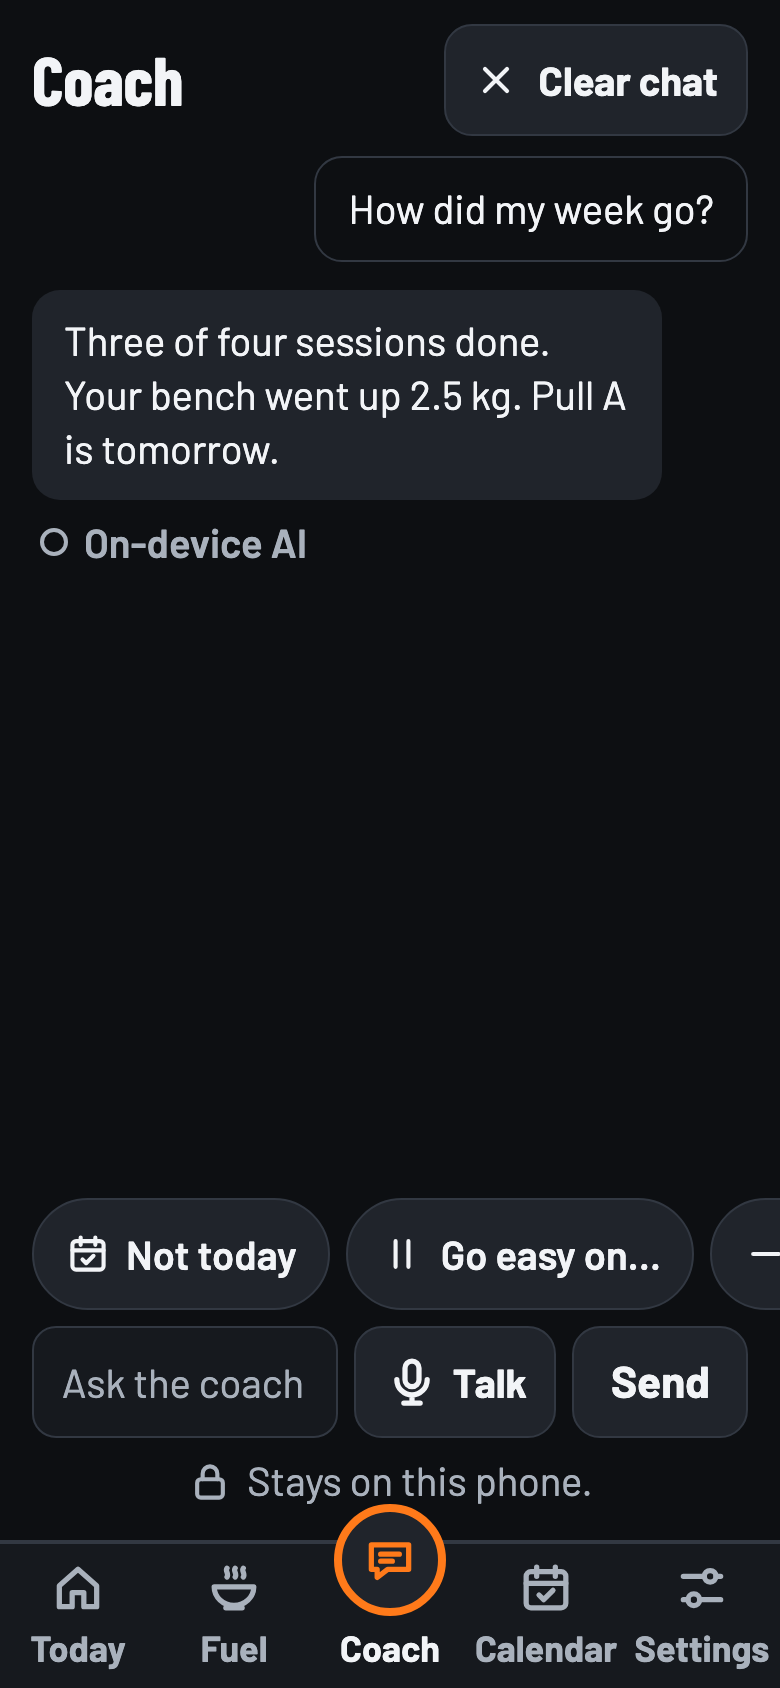 Coach
Clear chat
How did my week go?
Three of four sessions done.
Your bench went up 2.5 kg. Pull A
is tomorrow.
On-device AI
Not today
Go easy on...
Ask the coach
Talk
Send
Stays on this phone.
Today
Fuel
Coach
Calendar
Settings